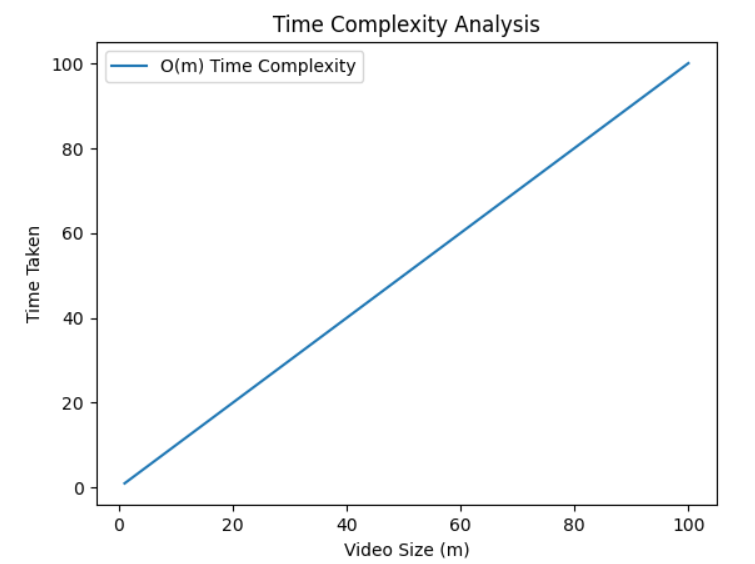 Time Complexity Analysis
O(m) Time Complexity
100
80
60
40
20
0
Time Taken
0 20 40 60 80 100
Video Size (m)